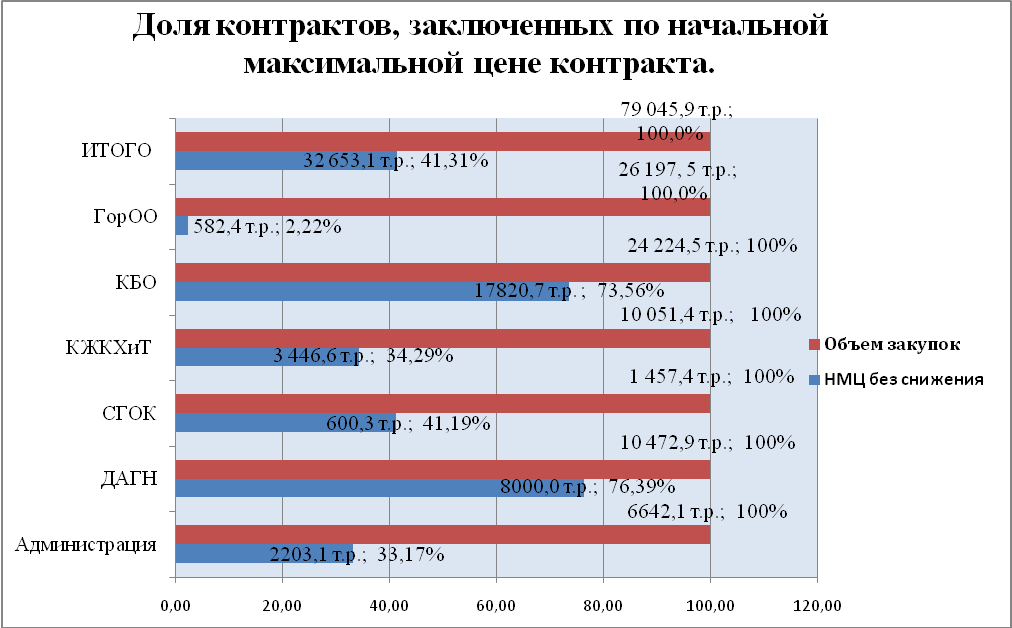 Доля контрактов, заключенных по начальной
максимальной цене контракта.
79 045,9 т.р.;
100,0%
ИТОГО
32 653,1 т.р.; 41,31%
26 197, 5 т.р.;
100,0%
ГорОО
582,4 т.р.; 2,22%
24 224,5 т.р.; 100%
КБО
17820,7 т.р.; 73,56%
10 051,4 т.р.; 100%
КЖКХиТ
3 446,6 т.р.; 34,29%
Объем закупок
НМЦ без снижения
1 457,4 т.р.; 100%
СГОК
600,3 т.р.; 41,19%
10 472,9 т.р.; 100%
ДАГН
8000,0 т.р.; 76,39%
6642,1 т.р.; 100%
Администрация
2203,1 т.р.; 33,17%
0,00 20,00 40,00 60,00 80,00 100,00 120,00